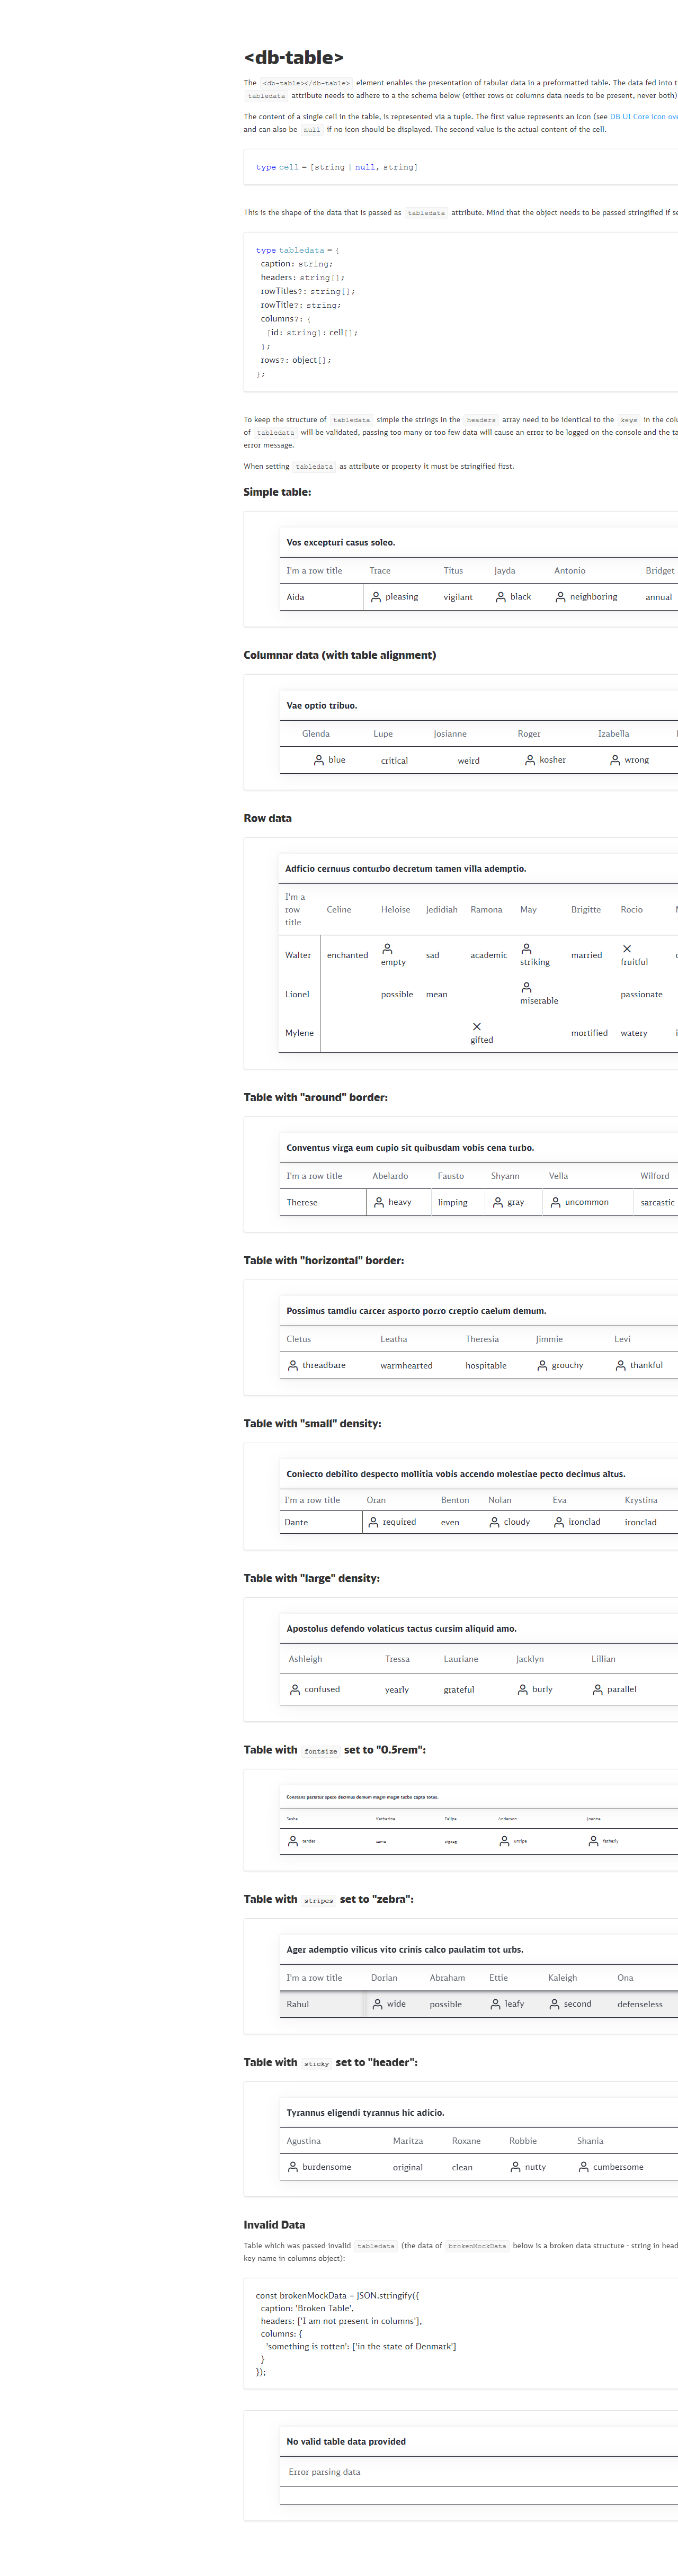 <db-table>
The <db-table></db-table> element enables the presentation of tabular data in a preformatted table. The data fed into t
tabledata attribute needs to adhere to a the schema below (either rows or columns data needs to be present, never both)
The content of a single cell in the table, is represented via a tuple. The first value represents an icon (see DB UI Core icon ove
and can also be null if no icon should be displayed. The second value is the actual content of the cell.
type cell = [string | null, string]
This is the shape of the data that is passed as tabledata attribute. Mind that the object needs to be passed stringified if se
type tabledata = {
caption: string;
headers: string[];
rowTitles?: string[];
rowTitle?: string;
columns?: {
[id: string]: cell[];
};
rows?: object[];
};
To keep the structure of tabledata simple the strings in the headers array need to be identical to the keys in the colu
of tabledata will be validated, passing too many or too few data will cause an error to be logged on the console and the ta
error message.
When setting tabledata as attribute or property it must be stringified first.
Simple table:
Vos excepturi casus soleo.
I'm a row title Trace Titus Jayda Antonio Bridget
Aida pleasing vigilant black neighboring annual
Columnar data (with table alignment)
Vae optio tribuo.
Glenda Lupe Josianne Roger Izabella
blue critical weird kosher wrong
Row data
Adficio cernuus conturbo decretum tamen villa ademptio.
I'm a row title Celine Heloise Jedidiah Ramona May Brigitte Rocio
Walter enchanted empty sad academic striking married fruitful
Lionel possible mean miserable passionate
Mylene gifted mortified watery
Table with "around" border:
Conventus virga eum cupio sit quibusdam vobis cena turbo.
I'm a row title Abelardo Fausto Shyann Vella Wilford
Therese heavy limping gray uncommon sarcastic
Table with "horizontal" border:
Possimus tamdiu carcer asporto porro creptio caelum demum.
Cletus Leatha Theresia Jimmie Levi
threadbare warmhearted hospitable grouchy thankful
Table with "small" density:
Coniecto debilito despecto mollitia vobis accendo molestiae pecto decimus altus.
I'm a row title Oran Benton Nolan Eva Krystina
Dante required even cloudy ironclad ironclad
Table with "large" density:
Apostolus defendo volaticus tactus cursim aliquid amo.
Ashleigh Tressa Lauriane Jacklyn Lillian
confused yearly grateful burly parallel
Table with fontsize set to "0.5rem":
Constans pariatur spero decimus demum magni magni turbo capto totus.
Sasha Katherine Felipa Anderson Joanne
tender same zigzag unripe fatherly
Table with stripes set to "zebra":
Ager ademptio vilicus vito crinis calco paulatim tot urbs.
I'm a row title Dorian Abraham Ettie Kaleigh Ona
Rahul wide possible leafy second defenseless
Table with sticky set to "header":
Tyrannus eligendi tyrannus hic adicio.
Agustina Maritza Roxane Robbie Shania
burdensome original clean nutty cumbersome
Invalid Data
Table which was passed invalid tabledata (the data of brokenMockData below is a broken data structure - string in head
key name in columns object):
const brokenMockData = JSON.stringify({
caption: 'Broken Table',
headers: ['I am not present in columns'],
columns: {
'something is rotten': ['in the state of Denmark']
}
});
No valid table data provided
Error parsing data